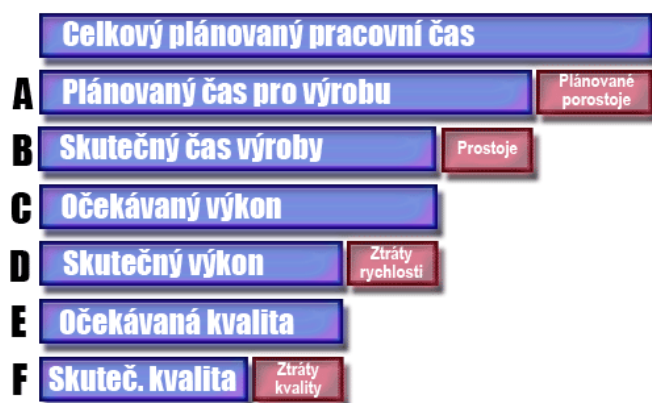 Celkový plánovaný pracovní čas
A Plánovaný čas pro výrobu Plánované
porostoje
B Skutečný čas výroby Prostoje
C Očekávaný výkon
D Skutečný výkon Ztráty
rychlosti
E Očekávaná kvalita
F Skuteč. kvalita Ztráty
kvality